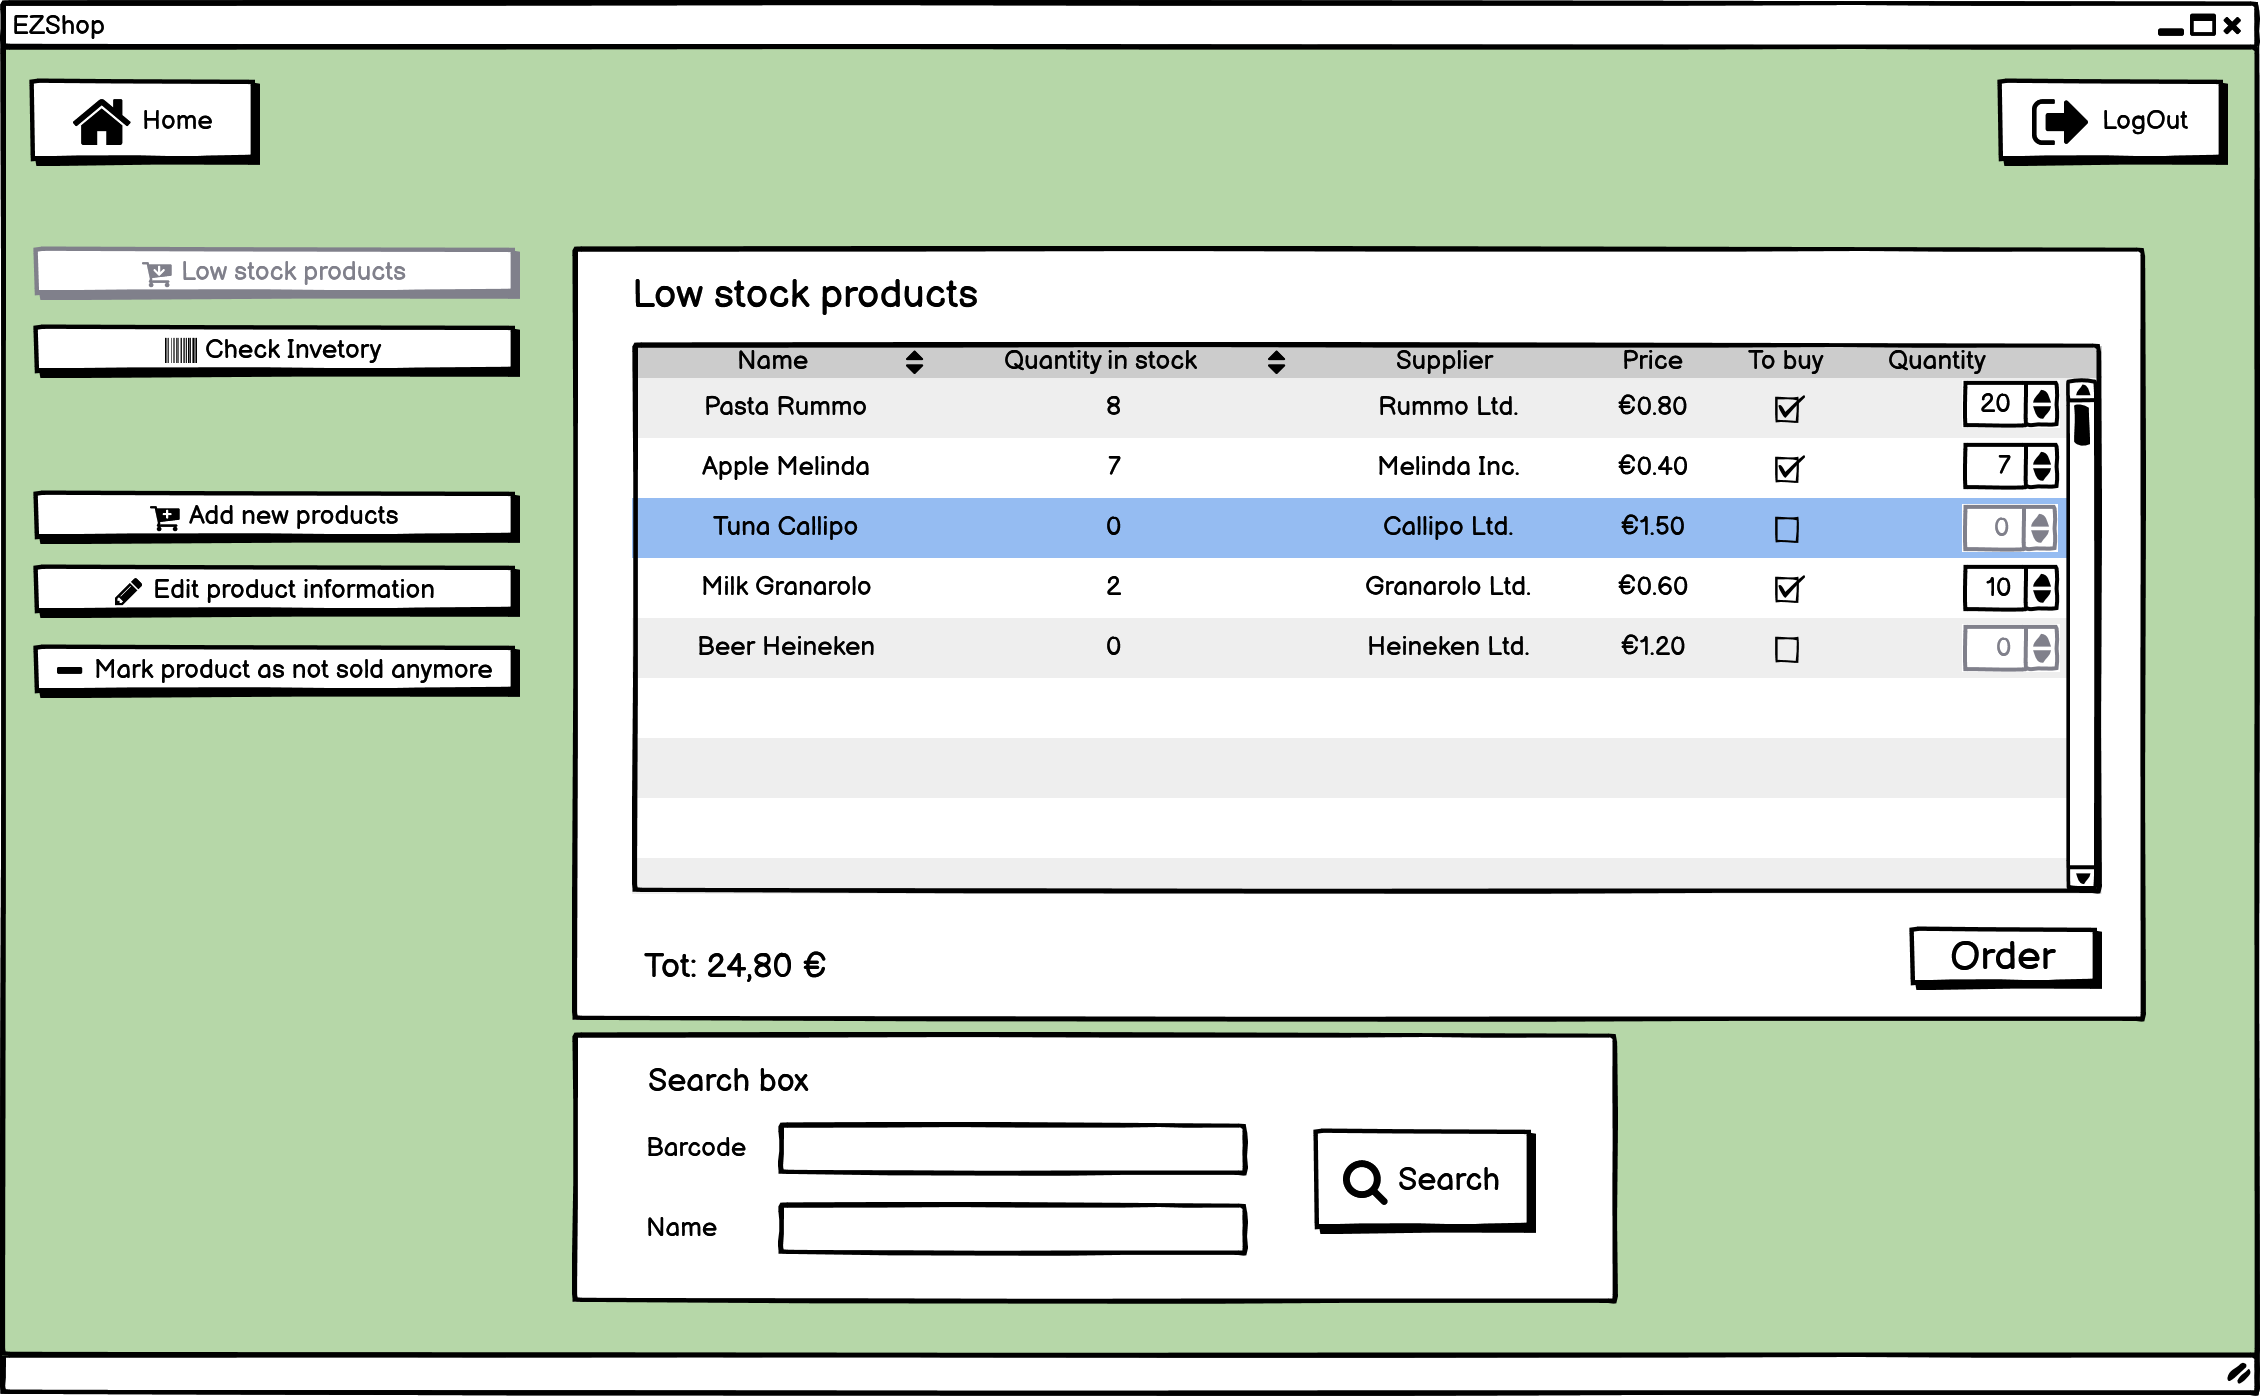 EZShop
Home
LogOut
Low stock products
Check Invetory
Add new products
Edit product information
Mark product as not sold anymore
Low stock products
Name Quantity in stock Supplier Price To buy Quantity
Pasta Rummo 8 Rummo Ltd. €0.80 20
Apple Melinda 7 Melinda Inc. €0.40 7
Tuna Callipo 0 Callipo Ltd. €1.50 0
Milk Granarolo 2 Granarolo Ltd. €0.60 10
Beer Heineken 0 Heineken Ltd. €1.20 0
Tot: 24,80 €
Order
Search box
Barcode
Name
Search